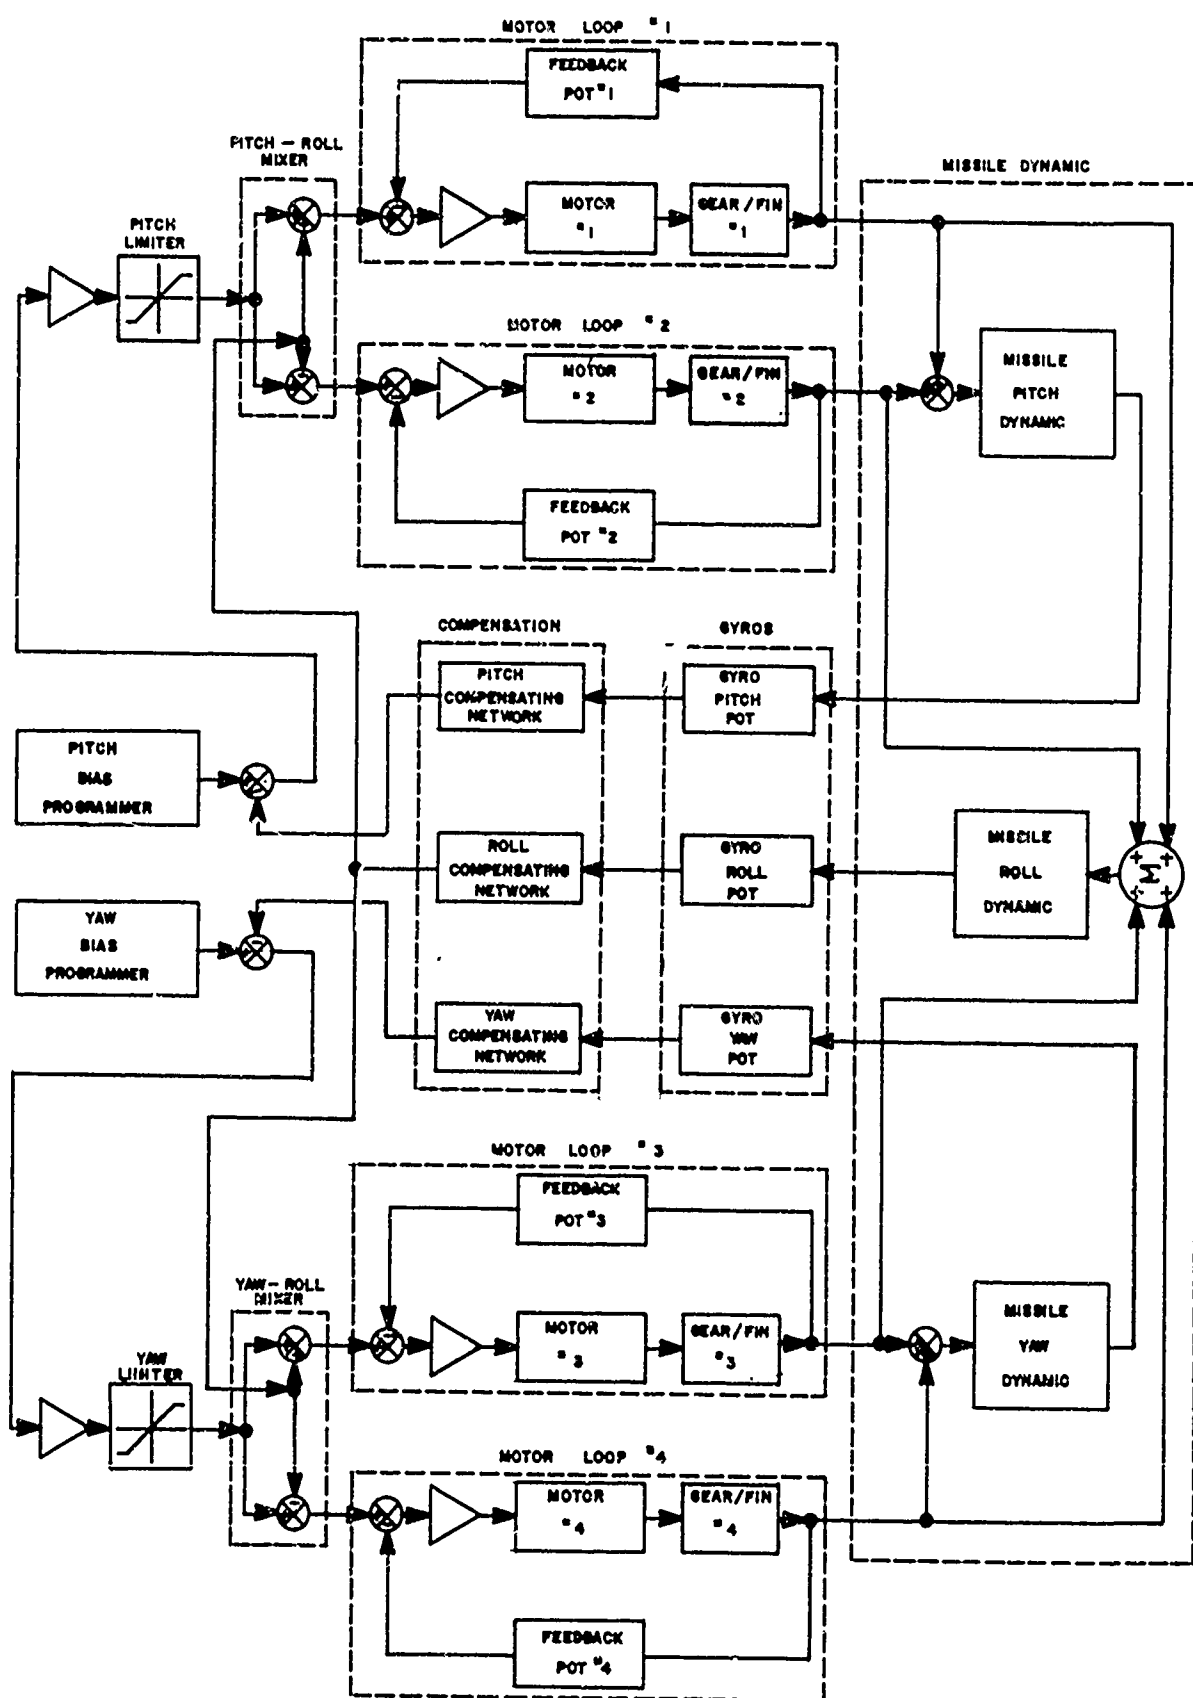 MOTOR LOOP #1
FEEDBACK
POT #1
PITCH - ROLL
MIXER
MISSILE DYNAMIC
PITCH
LIMITER
MOTOR
#1
GEAR/FIN
#1
MOTOR LOOP #2
MOTOR
#2
GEAR/FIN
#2
MISSILE
PITCH
DYNAMIC
FEEDBACK
POT #2
COMPENSATION
GYROS
PITCH
COMPENSATING
NETWORK
GYRO
PITCH
POT
PITCH
BIAS
PROGRAMMER
ROLL
COMPENSATING
NETWORK
GYRO
ROLL
POT
MISSILE
ROLL
DYNAMIC
+ +
Σ
+
YAW
BIAS
PROGRAMMER
YAW
COMPENSATING
NETWORK
GYRO
YAW
POT
MOTOR LOOP #3
FEEDBACK
POT #3
YAW-ROLL
MIXER
YAW
LIMITER
MOTOR
#3
GEAR/FIN
#3
MISSILE
YAW
DYNAMIC
MOTOR LOOP #4
MOTOR
#4
GEAR/FIN
#4
FEEDBACK
POT #4